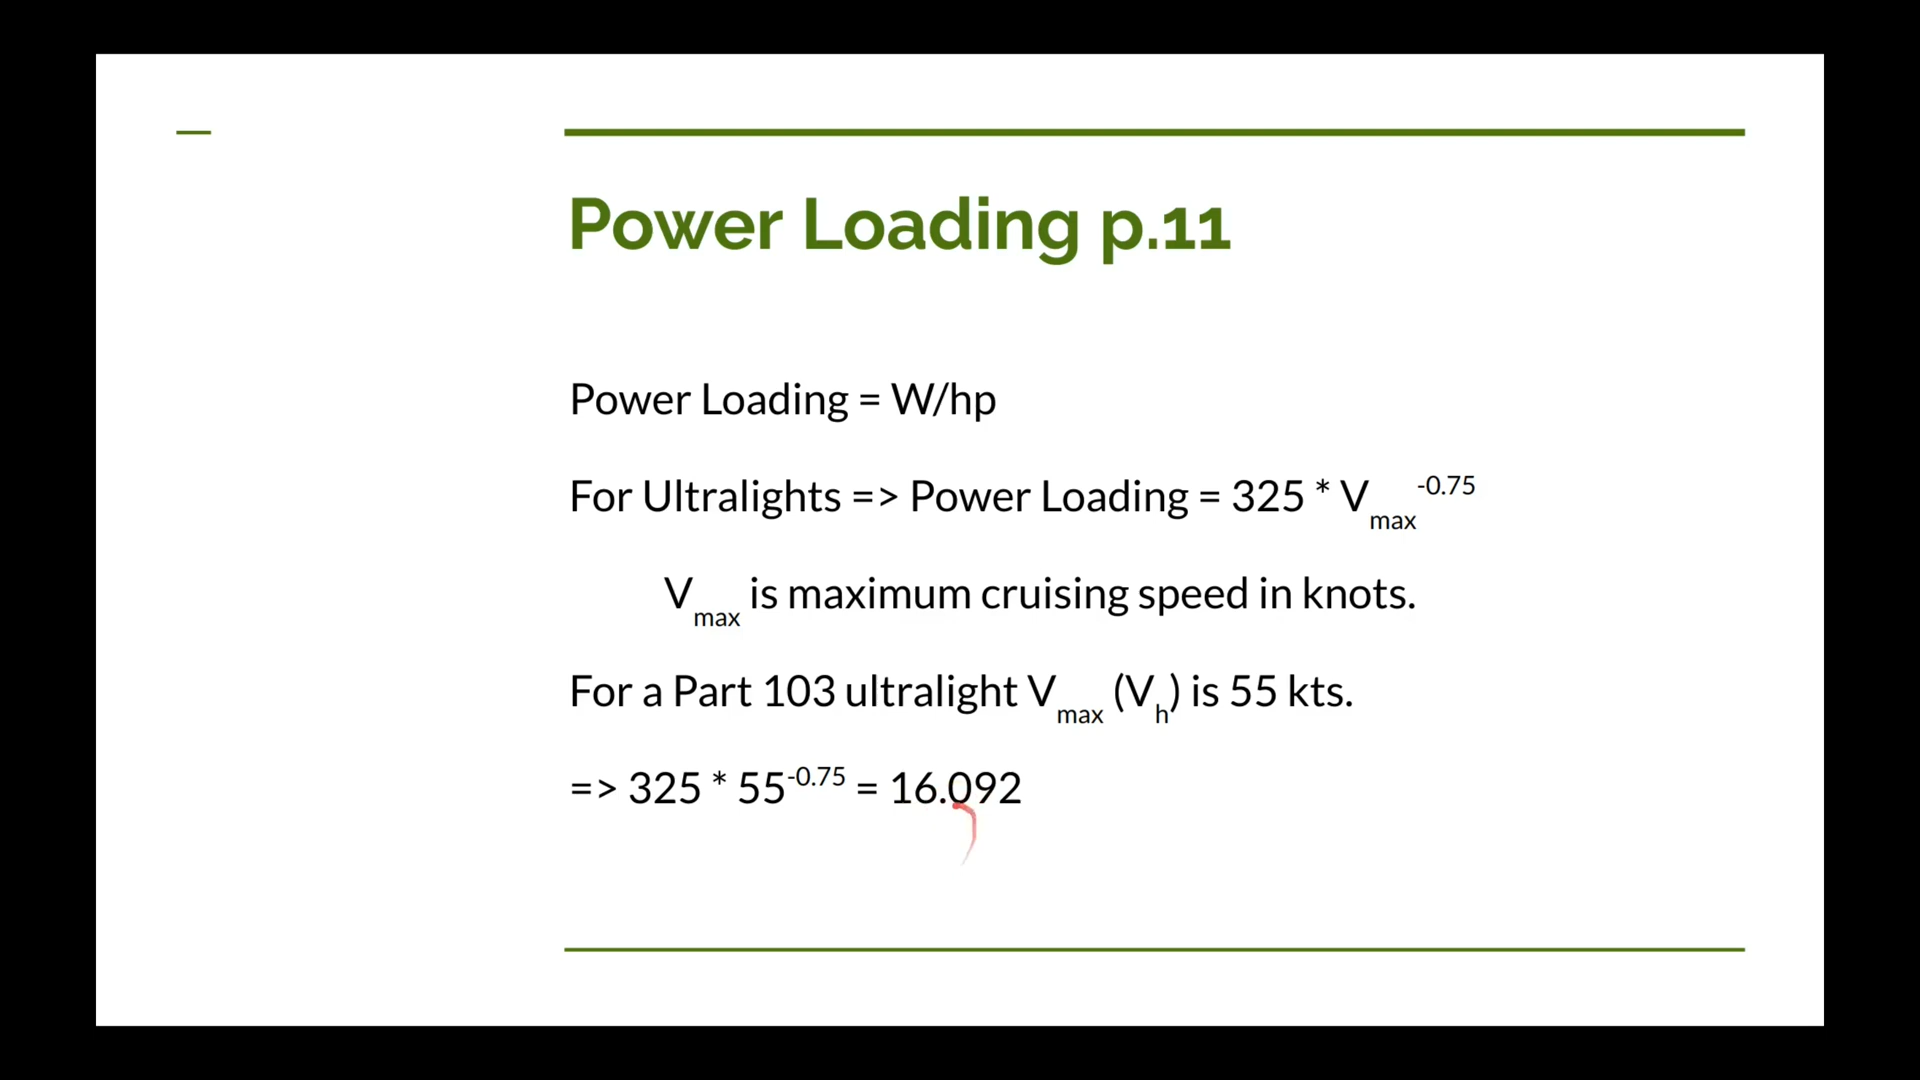 Power Loading p.11
Power Loading = W/hp
For Ultralights => Power Loading = 325 * Vmax-0.75
Vmax is maximum cruising speed in knots.
For a Part 103 ultralight Vmax (Vh) is 55 kts.
=> 325 * 55-0.75 = 16.092